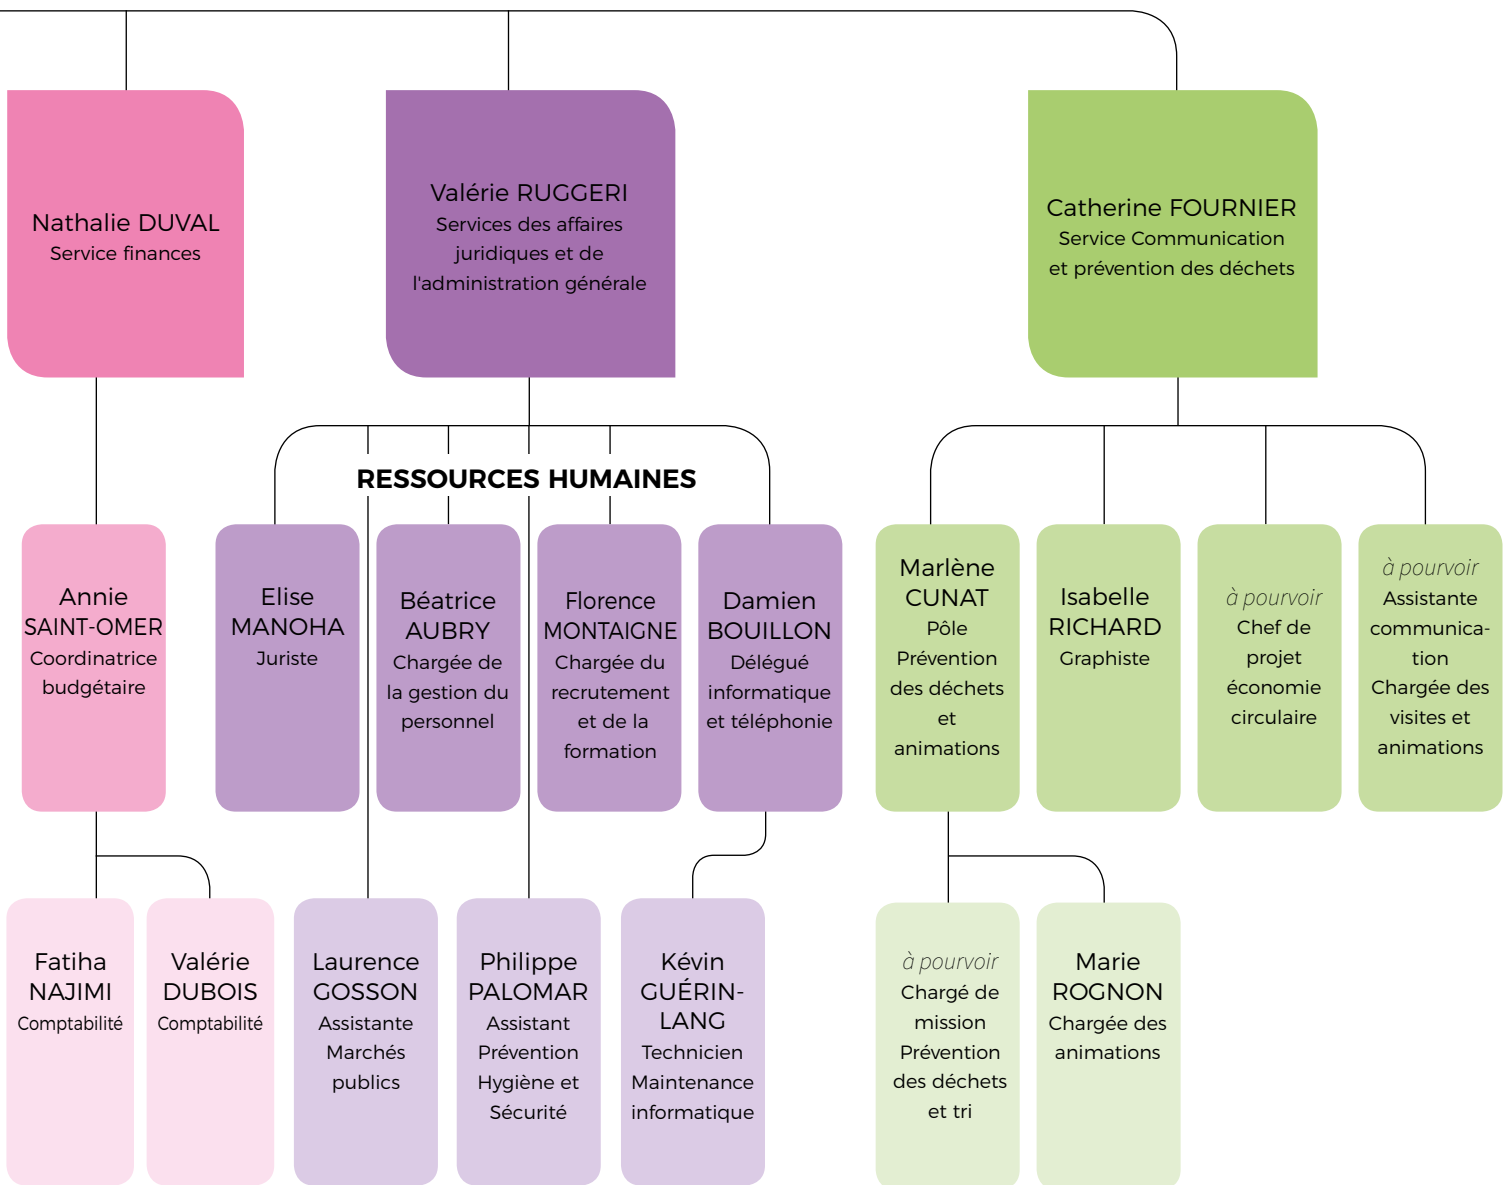 Nathalie DUVAL
Service finances
Valérie RUGGERI
Services des affaires
juridiques et de
l'administration générale
Catherine FOURNIER
Service Communication
et prévention des déchets
RESSOURCES HUMAINES
Annie
SAINT-OMER
Coordinatrice
budgétaire
Elise
MANOHA
Juriste
Béatrice
AUBRY
Chargée de
la gestion du
personnel
Florence
MONTAIGNE
Chargée du
recrutement
et de la
formation
Damien
BOUILLON
Délégué
informatique
et téléphonie
Marlène
CUNAT
Pôle
Prévention
des déchets
et
animations
Isabelle
RICHARD
Graphiste
à pourvoir
Chef de
projet
économie
circulaire
à pourvoir
Assistante
communica-
tion
Chargée des
visites et
animations
Fatiha
NAJIMI
Comptabilité
Valérie
DUBOIS
Comptabilité
Laurence
GOSSON
Assistante
Marchés
publics
Philippe
PALOMAR
Assistant
Prévention
Hygiène et
Sécurité
Kévin
GUÉRIN-
LANG
Technicien
Maintenance
informatique
à pourvoir
Chargé de
mission
Prévention
des déchets
et tri
Marie
ROGNON
Chargée des
animations